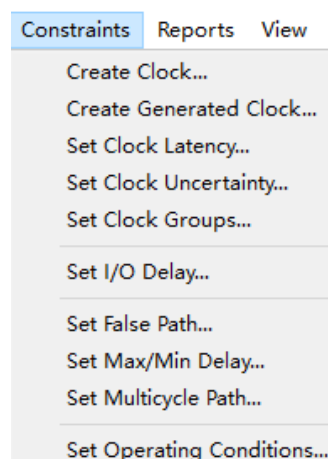 Constraints Reports View
Create Clock...
Create Generated Clock...
Set Clock Latency...
Set Clock Uncertainty...
Set Clock Groups...
Set I/O Delay...
Set False Path...
Set Max/Min Delay...
Set Multicycle Path...
Set Operating Conditions...